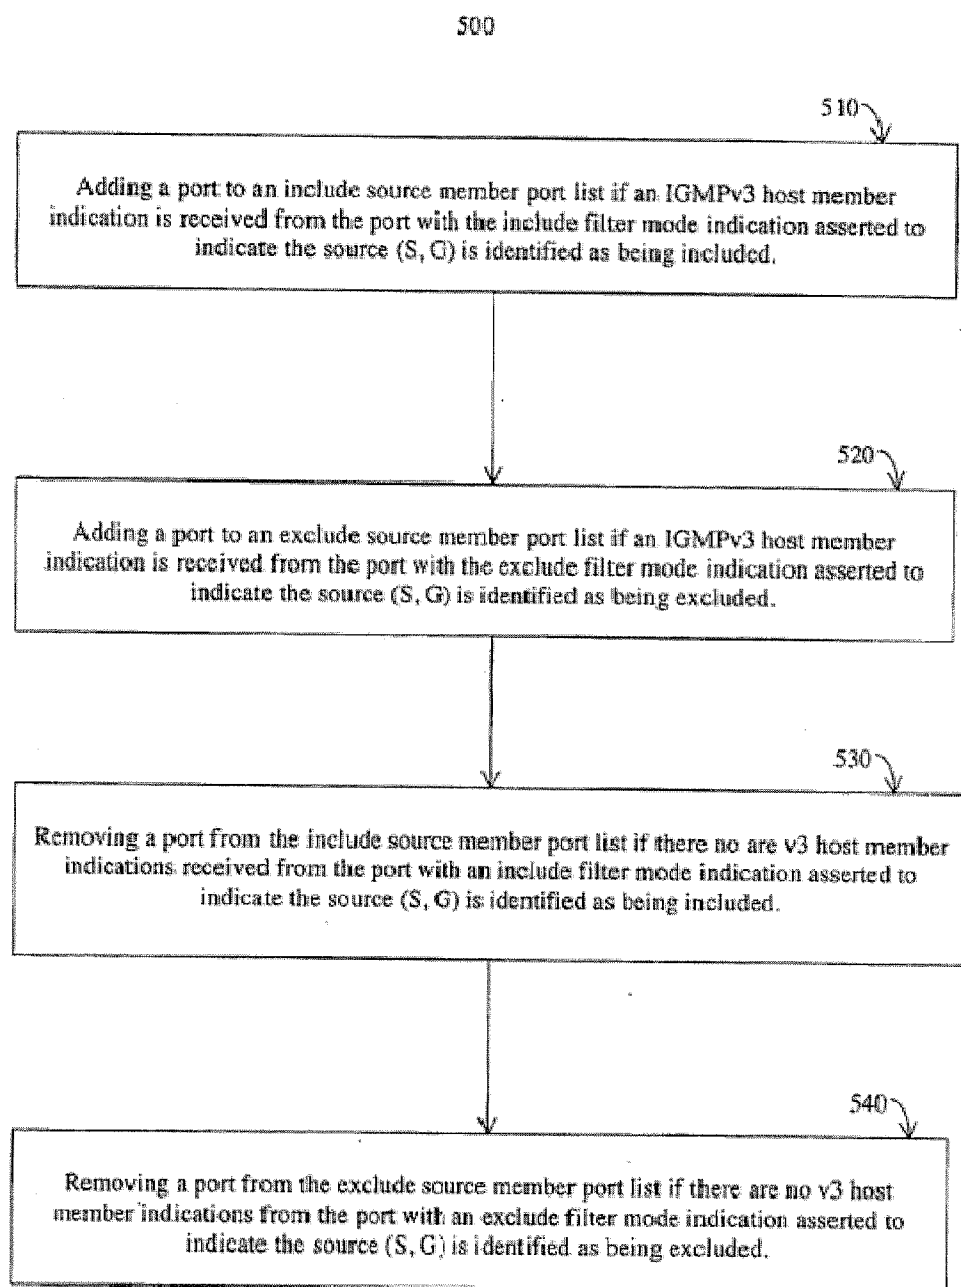 500
510
Adding a port to an include source member port list if an IGMPv3 host member
indication is received from the port with the include filter mode indication asserted to
indicate the source (S, G) is identified as being included.
520
Adding a port to an exclude source member port list if an IGMPv3 host member
indication is received from the port with the exclude filter mode indication asserted to
indicate the source (S, G) is identified as being excluded.
530
Removing a port from the include source member port list if there no are v3 host member
indications received from the port with an include filter mode indication asserted to
indicate the source (S, G) is identified as being included.
540
Removing a port from the exclude source member port list if there are no v3 host
member indications from the port with an exclude filter mode indication asserted to
indicate the source (S, G) is identified as being excluded.